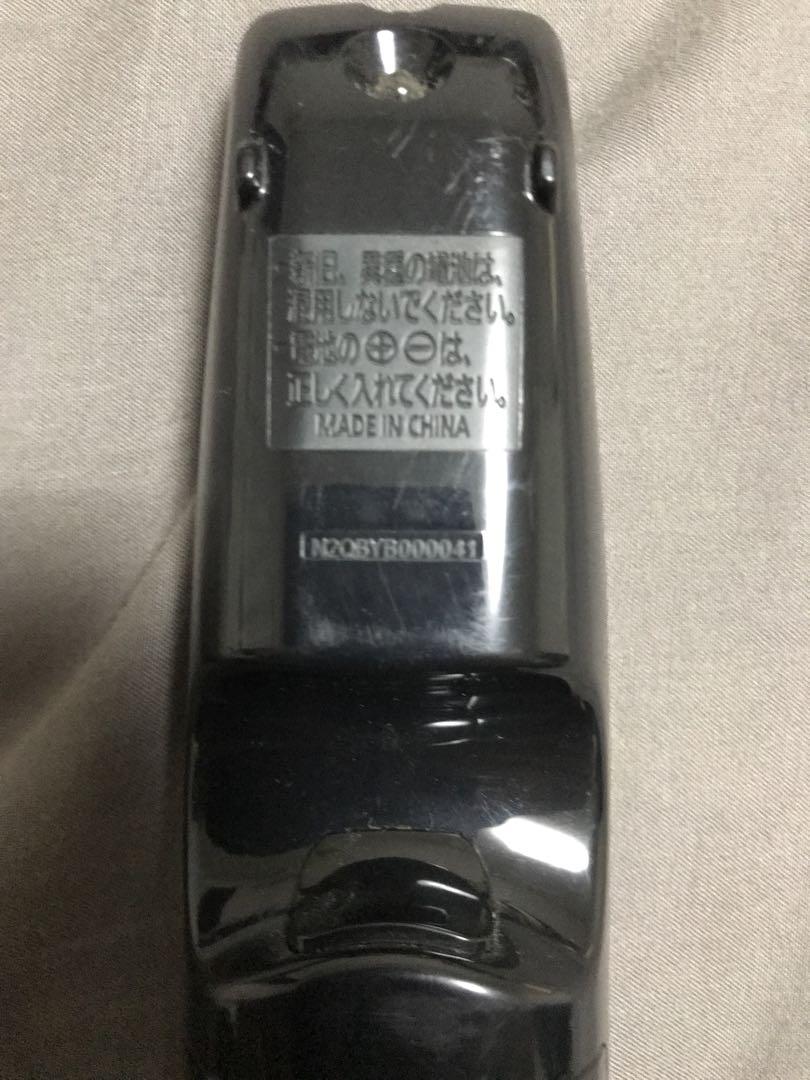 ・新旧、異種の電池は、
混用しないでください。
・電池の⊕⊖は、
正しく入れてください。
MADE IN CHINA
N2QBYB000041